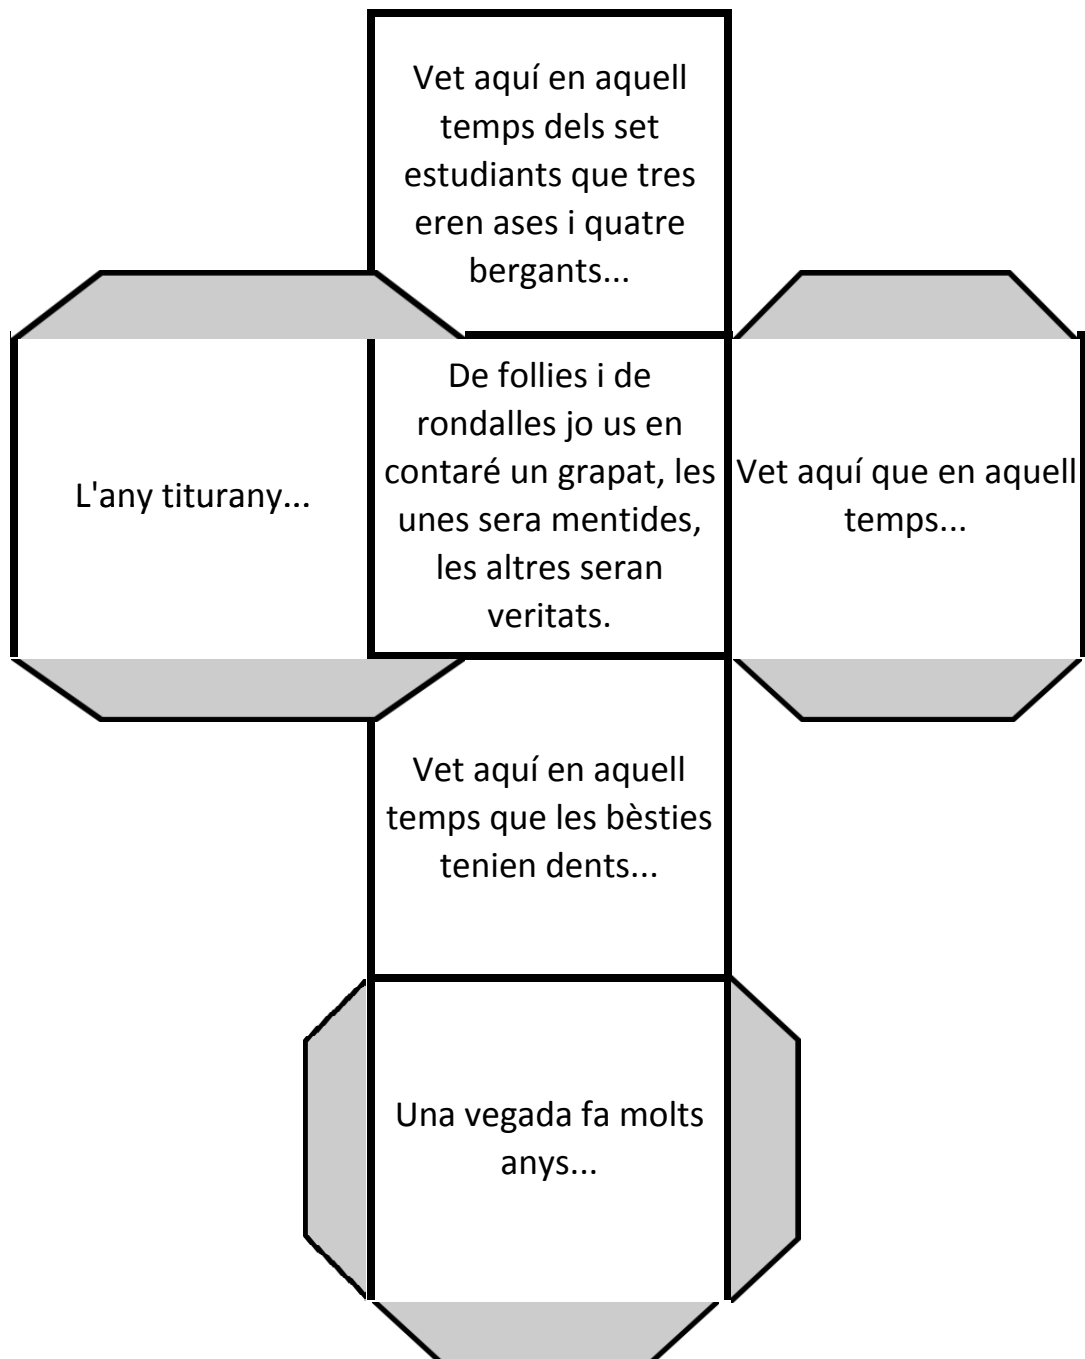 Vet aquí en aquell
temps dels set
estudiants que tres
eren ases i quatre
bergants...
L'any titurany...
De follies i de
rondalles jo us en
contaré un grapat, les
unes sera mentides,
les altres seran
veritats.
Vet aquí que en aquell
temps...
Vet aquí en aquell
temps que les bèsties
tenien dents...
Una vegada fa molts
anys...